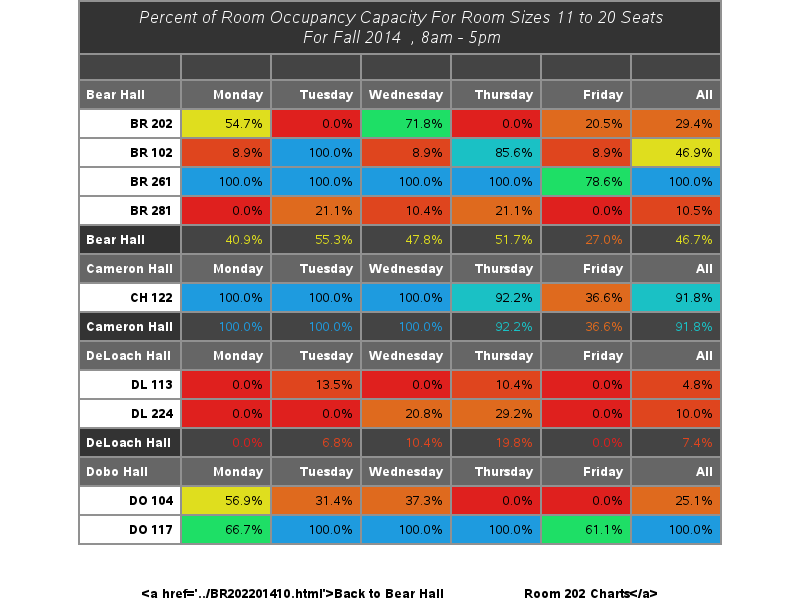 Percent of Room Occupancy Capacity For Room Sizes 11 to 20 Seats
For Fall 2014 , 8am - 5pm
Bear Hall Monday Tuesday Wednesday Thursday Friday All
BR 202 54.7% 0.0% 71.8% 0.0% 20.5% 29.4%
BR 102 8.9% 100.0% 8.9% 85.6% 8.9% 46.9%
BR 261 100.0% 100.0% 100.0% 100.0% 78.6% 100.0%
BR 281 0.0% 21.1% 10.4% 21.1% 0.0% 10.5%
Bear Hall 40.9% 55.3% 47.8% 51.7% 27.0% 46.7%
Cameron Hall Monday Tuesday Wednesday Thursday Friday All
CH 122 100.0% 100.0% 100.0% 92.2% 36.6% 91.8%
Cameron Hall 100.0% 100.0% 100.0% 92.2% 36.6% 91.8%
DeLoach Hall Monday Tuesday Wednesday Thursday Friday All
DL 113 0.0% 13.5% 0.0% 10.4% 0.0% 4.8%
DL 224 0.0% 0.0% 20.8% 29.2% 0.0% 10.0%
DeLoach Hall 0.0% 6.8% 10.4% 19.8% 0.0% 7.4%
Dobo Hall Monday Tuesday Wednesday Thursday Friday All
DO 104 56.9% 31.4% 37.3% 0.0% 0.0% 25.1%
DO 117 66.7% 100.0% 100.0% 100.0% 61.1% 100.0%
<a href='../BR202201410.html'>Back to Bear Hall Room 202 Charts</a>